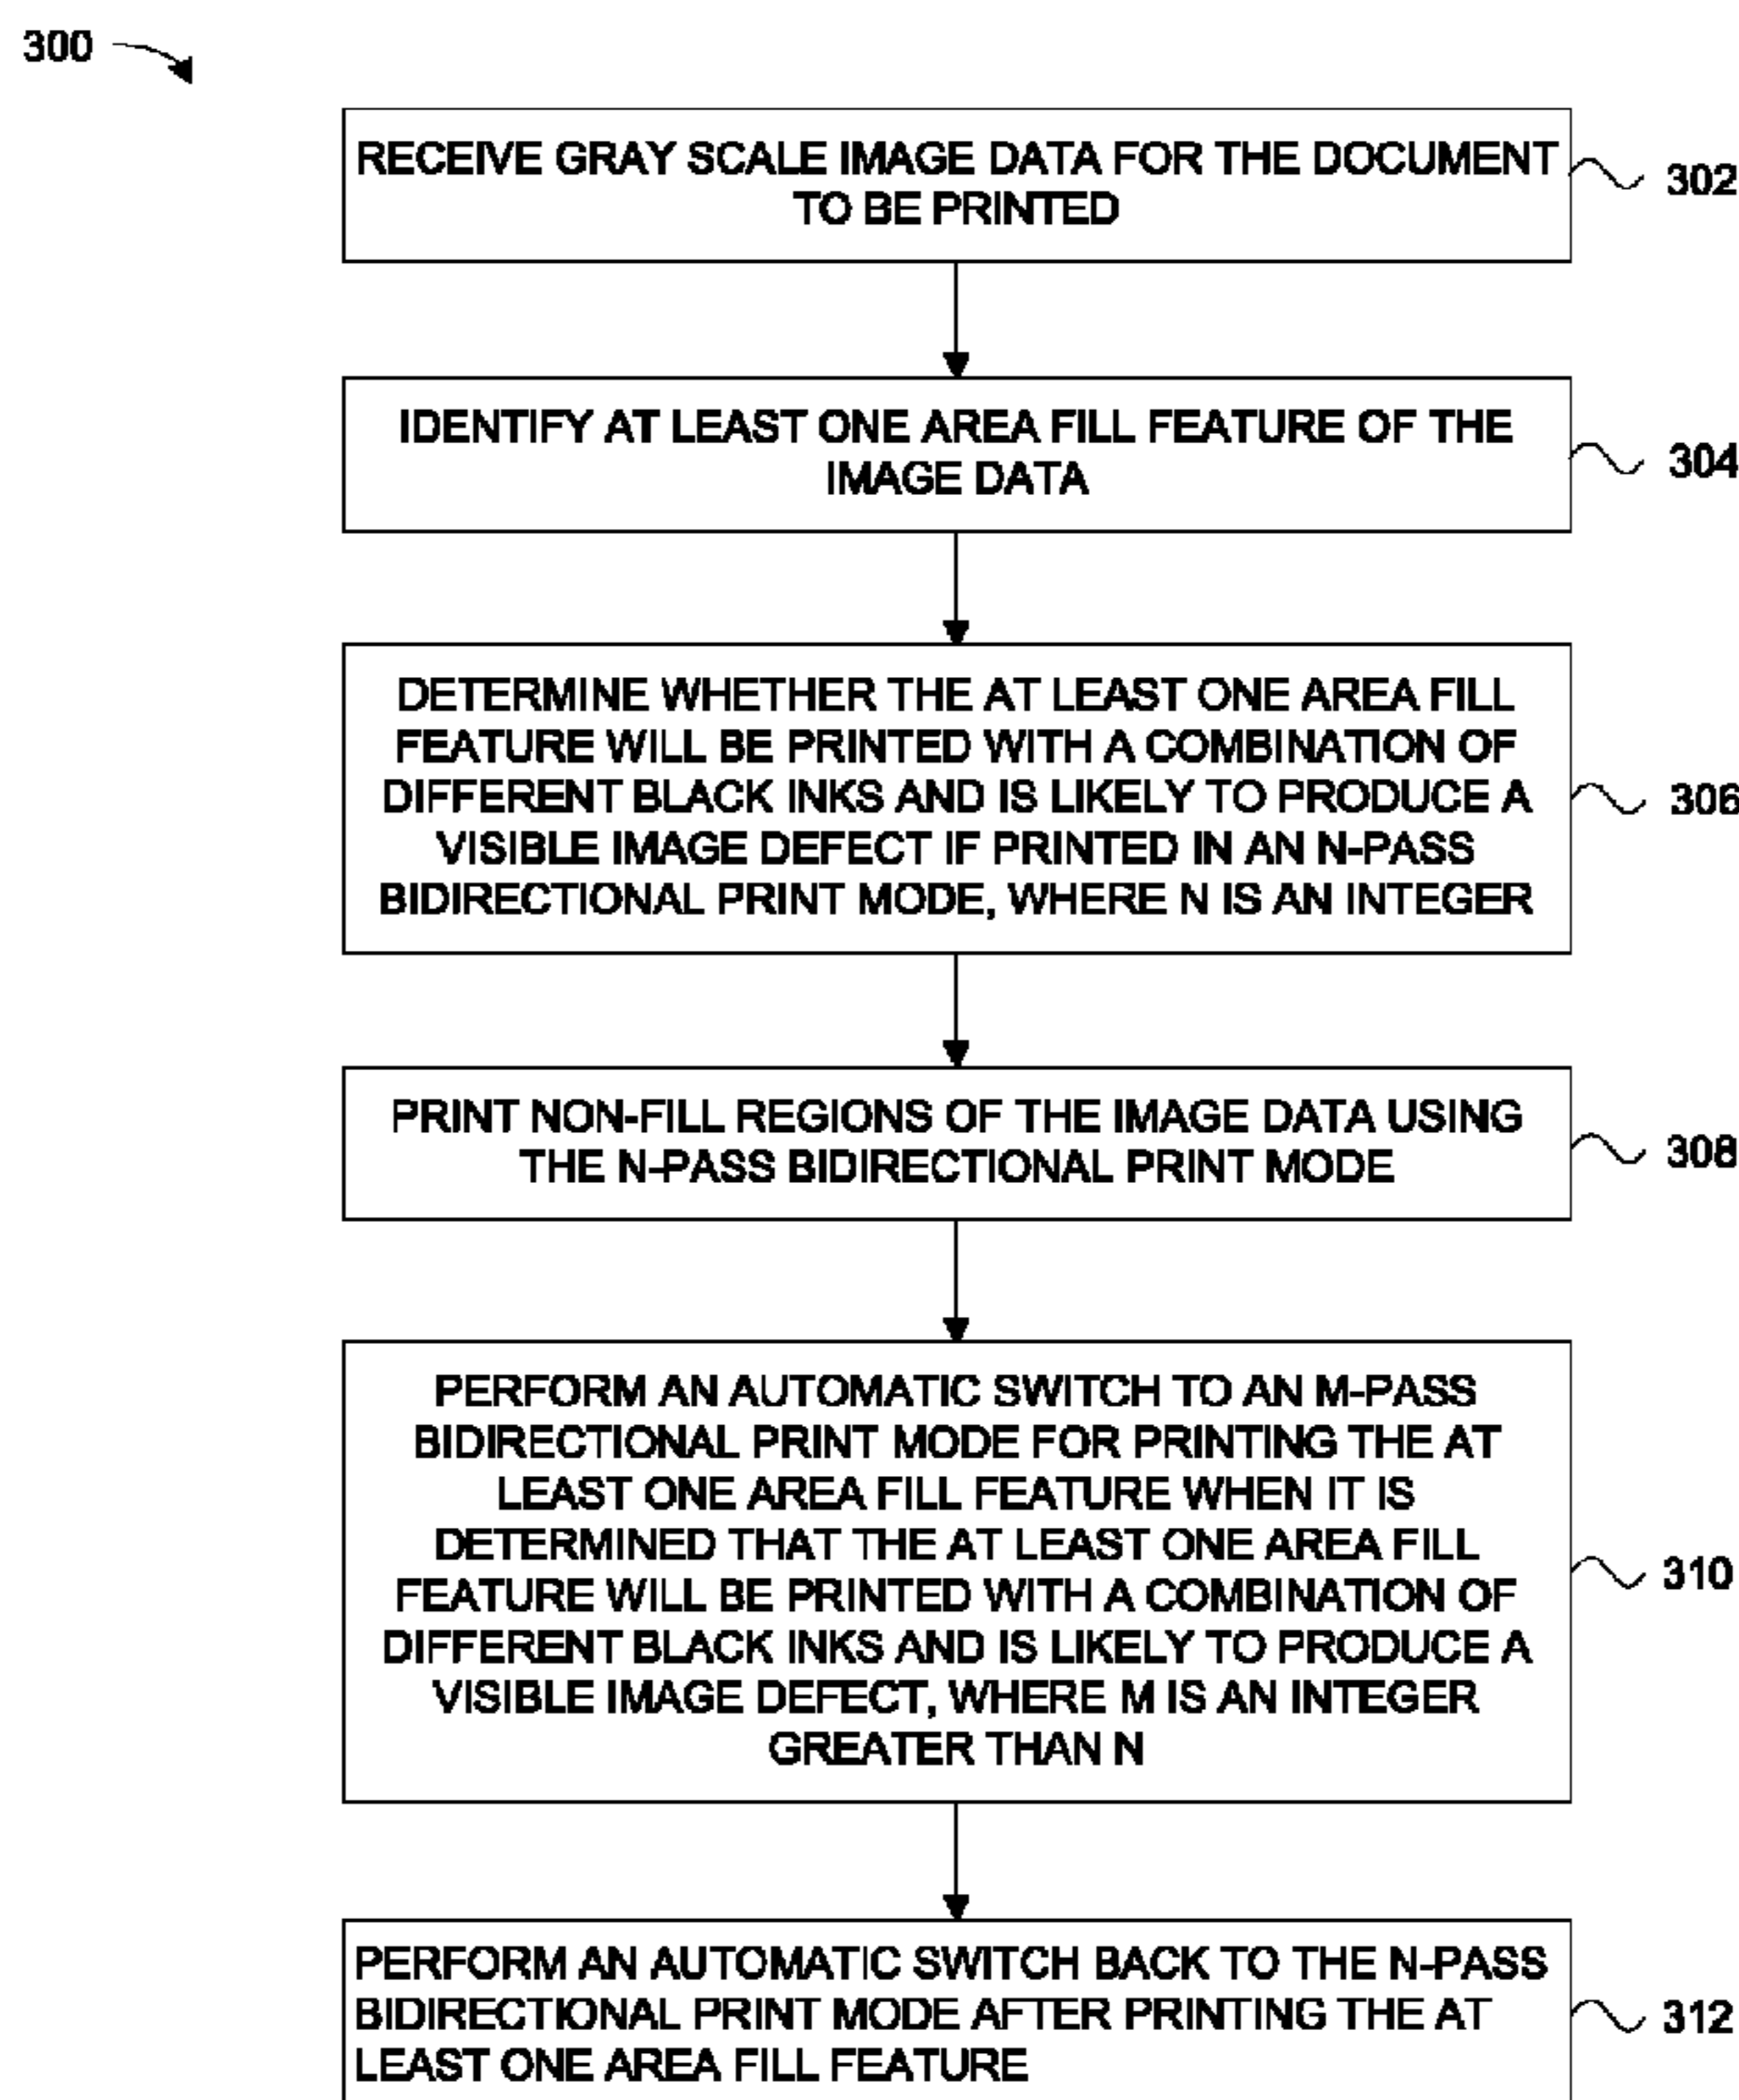 300
RECEIVE GRAY SCALE IMAGE DATA FOR THE DOCUMENT
TO BE PRINTED
302
IDENTIFY AT LEAST ONE AREA FILL FEATURE OF THE
IMAGE DATA
304
DETERMINE WHETHER THE AT LEAST ONE AREA FILL
FEATURE WILL BE PRINTED WITH A COMBINATION OF
DIFFERENT BLACK INKS AND IS LIKELY TO PRODUCE A
VISIBLE IMAGE DEFECT IF PRINTED IN AN N-PASS
BIDIRECTIONAL PRINT MODE, WHERE N IS AN INTEGER
306
PRINT NON-FILL REGIONS OF THE IMAGE DATA USING
THE N-PASS BIDIRECTIONAL PRINT MODE
308
PERFORM AN AUTOMATIC SWITCH TO AN M-PASS
BIDIRECTIONAL PRINT MODE FOR PRINTING THE AT
LEAST ONE AREA FILL FEATURE WHEN IT IS
DETERMINED THAT THE AT LEAST ONE AREA FILL
FEATURE WILL BE PRINTED WITH A COMBINATION OF
DIFFERENT BLACK INKS AND IS LIKELY TO PRODUCE A
VISIBLE IMAGE DEFECT, WHERE M IS AN INTEGER
GREATER THAN N
310
PERFORM AN AUTOMATIC SWITCH BACK TO THE N-PASS
BIDIRECTIONAL PRINT MODE AFTER PRINTING THE AT
LEAST ONE AREA FILL FEATURE
312